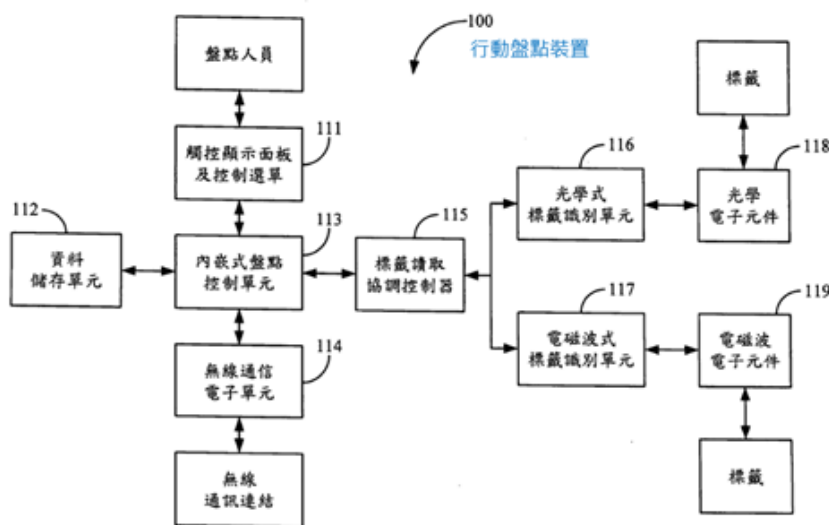 100
行動盤點裝置
盤點人員
標籤
111
觸控顯示面板
及控制選單
116
光學式
標籤識別單元
118
光學
電子元件
112
資料
儲存單元
113
內嵌式盤點
控制單元
115
標籤讀取
協調控制器
117
電磁波式
標籤識別單元
119
電磁波
電子元件
114
無線通信
電子單元
無線
通訊連結
標籤